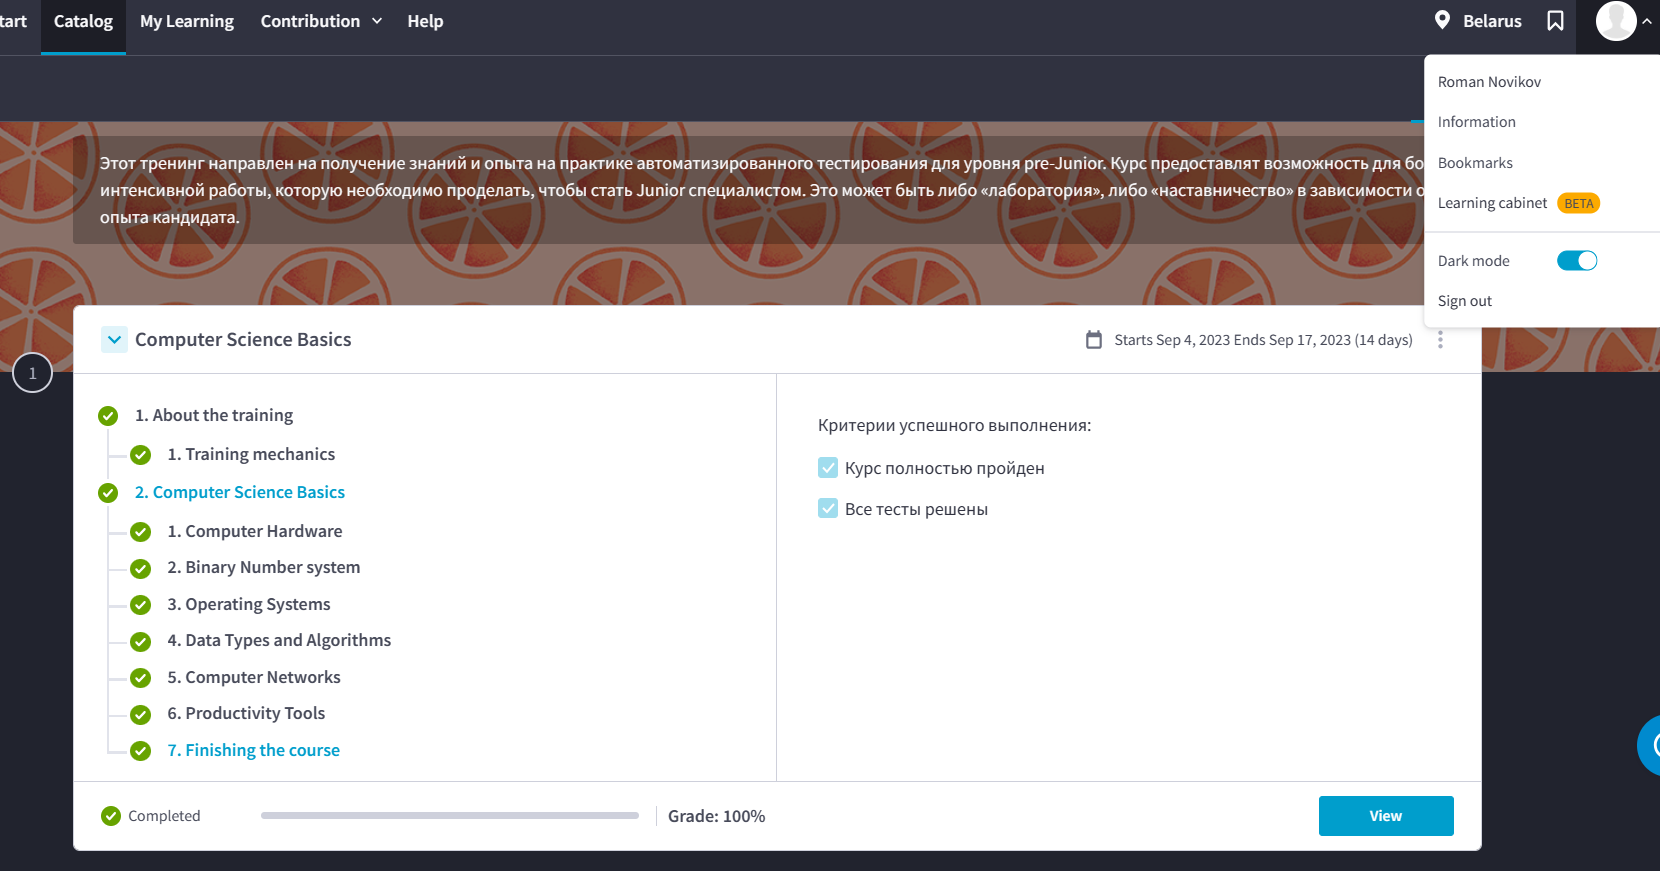 tart Catalog My Learning Contribution Help Belarus
Roman Novikov
Information
Bookmarks
Learning cabinet BETA
Dark mode
Sign out
Этот тренинг направлен на получение знаний и опыта на практике автоматизированного тестирования для уровня pre-Junior. Курс предоставлят возможность для бо
интенсивной работы, которую необходимо проделать, чтобы стать Junior специалистом. Это может быть либо «лаборатория», либо «наставничество» в зависимости о
опыта кандидата.
1
Computer Science Basics Starts Sep 4, 2023 Ends Sep 17, 2023 (14 days)
1. About the training
1. Training mechanics
2. Computer Science Basics
1. Computer Hardware
2. Binary Number system
3. Operating Systems
4. Data Types and Algorithms
5. Computer Networks
6. Productivity Tools
7. Finishing the course
Критерии успешного выполнения:
Курс полностью пройден
Все тесты решены
Completed Grade: 100% View